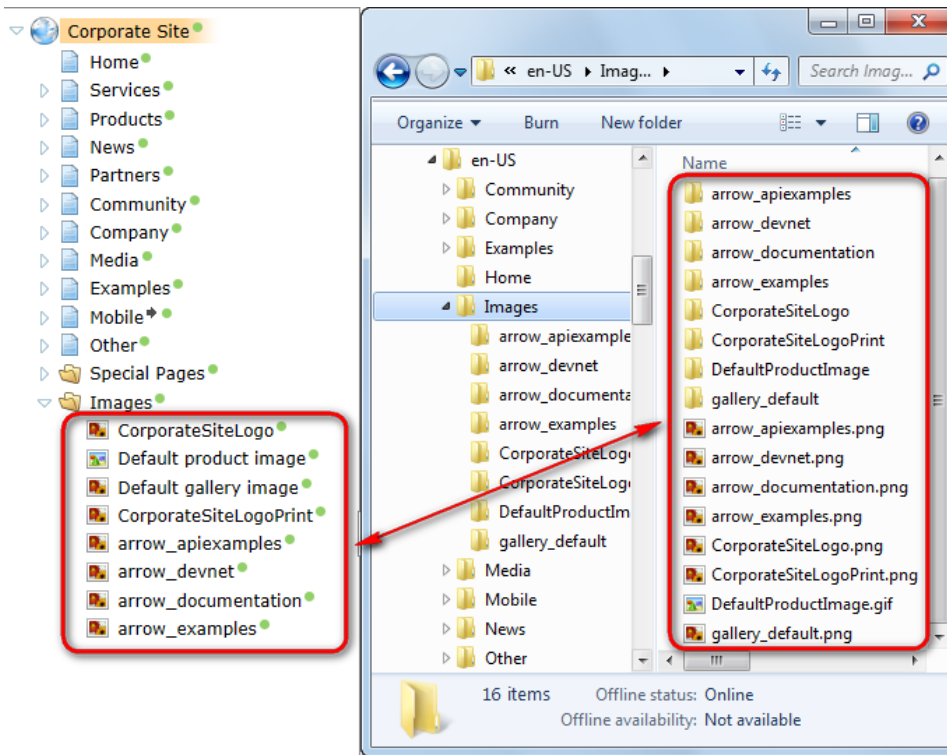 Corporate Site
Home
Services
Products
News
Partners
Community
Company
Media
Examples
Mobile
Other
Special Pages
Images
CorporateSiteLogo
Default product image
Default gallery image
CorporateSiteLogoPrint
arrow_apiexamples
arrow_devnet
arrow_documentation
arrow_examples
« en-US Imag...
Search Imag...
Organize Burn New folder
en-US
Community
Company
Examples
Home
Images
arrow_apiexample
arrow_devnet
arrow_documenta
arrow_examples
CorporateSiteLog
CorporateSiteLog
DefaultProductIm
gallery_default
Media
Mobile
News
Other
Name
arrow_apiexamples
arrow_devnet
arrow_documentation
arrow_examples
CorporateSiteLogo
CorporateSiteLogoPrint
DefaultProductImage
gallery_default
arrow_apiexamples.png
arrow_devnet.png
arrow_documentation.png
arrow_examples.png
CorporateSiteLogo.png
CorporateSiteLogoPrint.png
DefaultProductImage.gif
gallery_default.png
16 items Offline status: Online
Offline availability: Not available